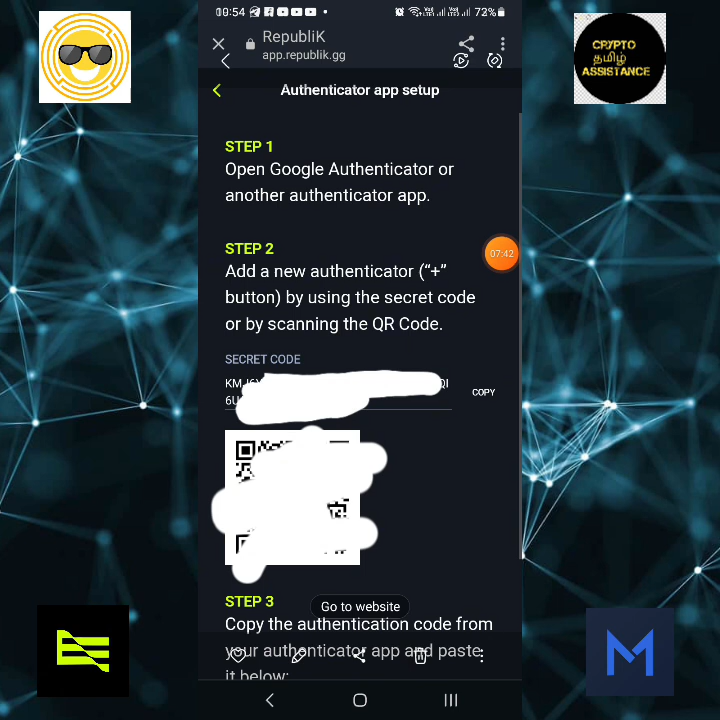 09:54
72%
RepubliK
app.republik.gg
CRYPTO
தமிழ்
ASSISTANCE
Authenticator app setup
STEP 1
Open Google Authenticator or
another authenticator app.
STEP 2
07:42
Add a new authenticator (“+”
button) by using the secret code
or by scanning the QR Code.
SECRET CODE
COPY
STEP 3
Go to website
Copy the authentication code from
your authenticator app and paste
it below: